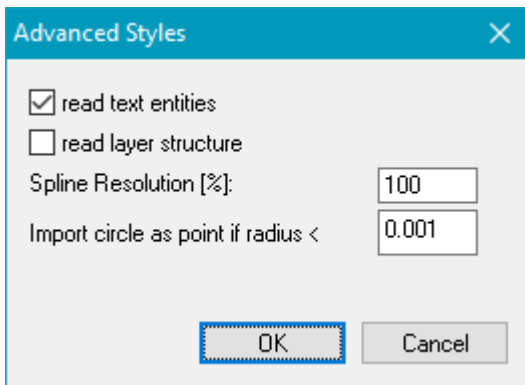 Advanced Styles
read text entities
read layer structure
Spline Resolution [%]: 100
Import circle as point if radius < 0.001
OK Cancel